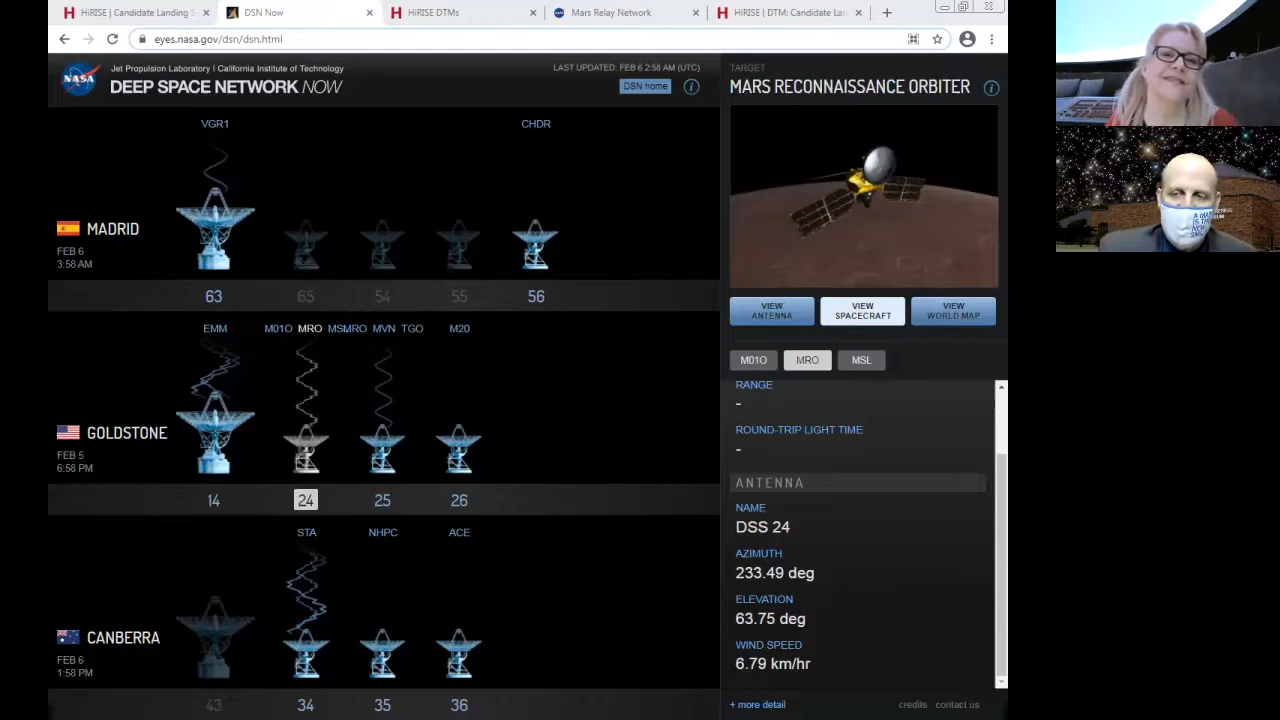 HiRISE | Candidate Landing S
DSN Now
HiRISE DTMs
Mars Relay Network
HiRISE | DTM: Candidate Lan
eyes.nasa.gov/dsn/dsn.html
NASA
Jet Propulsion Laboratory | California Institute of Technology
DEEP SPACE NETWORK NOW
LAST UPDATED: FEB 6 2:58 AM (UTC)
DSN home
i
VGR1 CHDR
MADRID
FEB 6
3:58 AM
63 65 54 55 56
EMM M01O MRO MSMRO MVN TGO M20
GOLDSTONE
FEB 5
6:58 PM
14 24 25 26
STA NHPC ACE
CANBERRA
FEB 6
1:58 PM
43 34 35 36
TARGET
MARS RECONNAISSANCE ORBITER
i
VIEW ANTENNA
VIEW SPACECRAFT
VIEW WORLD MAP
M01O MRO MSL
RANGE
-
ROUND-TRIP LIGHT TIME
-
ANTENNA
NAME
DSS 24
AZIMUTH
233.49 deg
ELEVATION
63.75 deg
WIND SPEED
6.79 km/hr
+ more detail
credits contact us